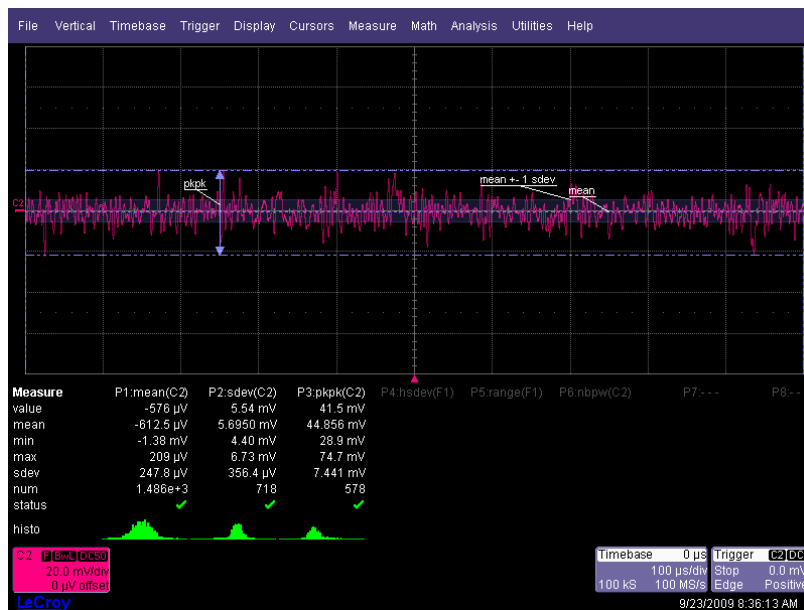 File Vertical Timebase Trigger Display Cursors Measure Math Analysis Utilities Help
pkpk
mean +- 1 sdev
mean
C2
Measure P1:mean(C2) P2:sdev(C2) P3:pkpk(C2) P4:hsdev(F1) P5:range(F1) P6:nbpw(C2) P7:- - - P8:- -
value -576 µV 5.54 mV 41.5 mV
mean -612.5 µV 5.6950 mV 44.856 mV
min -1.38 mV 4.40 mV 28.9 mV
max 209 µV 6.73 mV 74.7 mV
sdev 247.8 µV 356.4 µV 7.441 mV
num 1.486e+3 718 578
status
histo
C2 F BwL DC50
20.0 mV/div
0 µV offset
Timebase 0 µs
100 µs/div
100 kS 100 MS/s
Trigger C2 DC
Stop 0.0 mV
Edge Positive
LeCroy
9/23/2009 8:36:13 AM